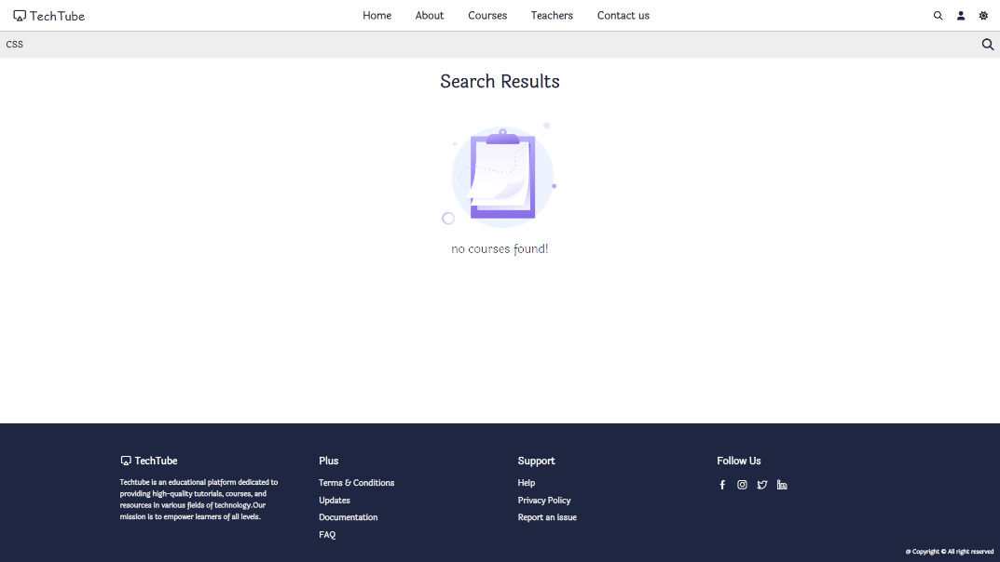 TechTube
Home About Courses Teachers Contact us
CSS
Search Results
no courses found!
TechTube
Techtube is an educational platform dedicated to
providing high-quality tutorials, courses, and
resources in various fields of technology.Our
mission is to empower learners of all levels.
Plus
Terms & Conditions
Updates
Documentation
FAQ
Support
Help
Privacy Policy
Report an issue
Follow Us
@ Copyright © All right reserved